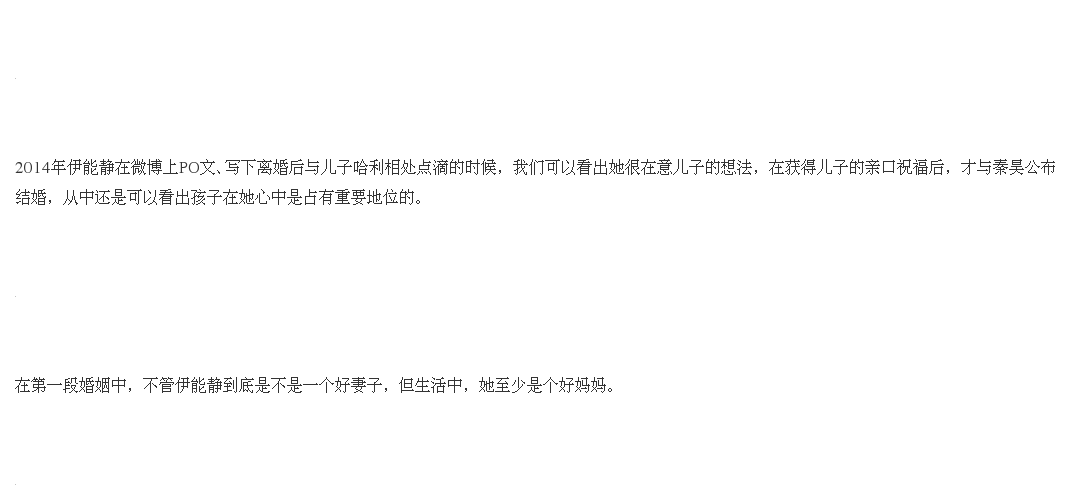 2014年伊能静在微博上PO文、写下离婚后与儿子哈利相处点滴的时候，我们可以看出她很在意儿子的想法，在获得儿子的亲口祝福后，才与秦昊公布
结婚，从中还是可以看出孩子在她心中是占有重要地位的。
在第一段婚姻中，不管伊能静到底是不是一个好妻子，但生活中，她至少是个好妈妈。